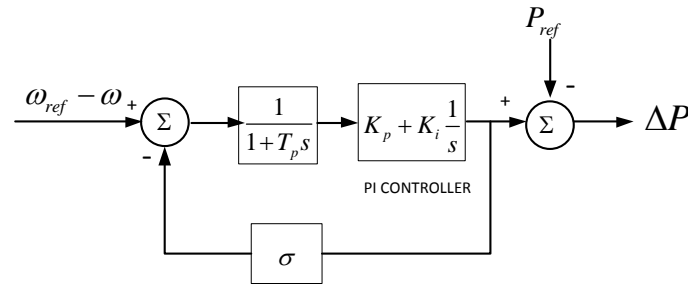 P_ref
-
ω_ref − ω + Σ 1/(1+T_p s) K_p + K_i 1/s + Σ ΔP
-
PI CONTROLLER
σ